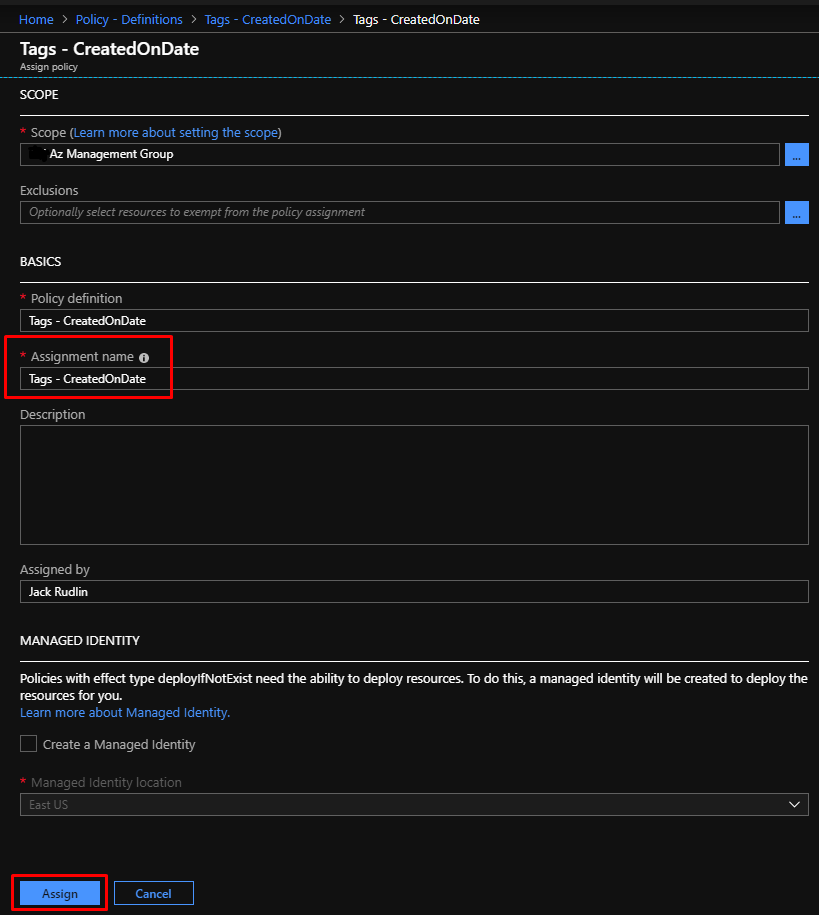 Home > Policy - Definitions > Tags - CreatedOnDate > Tags - CreatedOnDate
Tags - CreatedOnDate
Assign policy
SCOPE
* Scope (Learn more about setting the scope)
Az Management Group
...
Exclusions
Optionally select resources to exempt from the policy assignment
...
BASICS
* Policy definition
Tags - CreatedOnDate
* Assignment name
Tags - CreatedOnDate
Description
Assigned by
Jack Rudlin
MANAGED IDENTITY
Policies with effect type deployIfNotExist need the ability to deploy resources. To do this, a managed identity will be created to deploy the
resources for you.
Learn more about Managed Identity.
Create a Managed Identity
* Managed Identity location
East US
Assign
Cancel